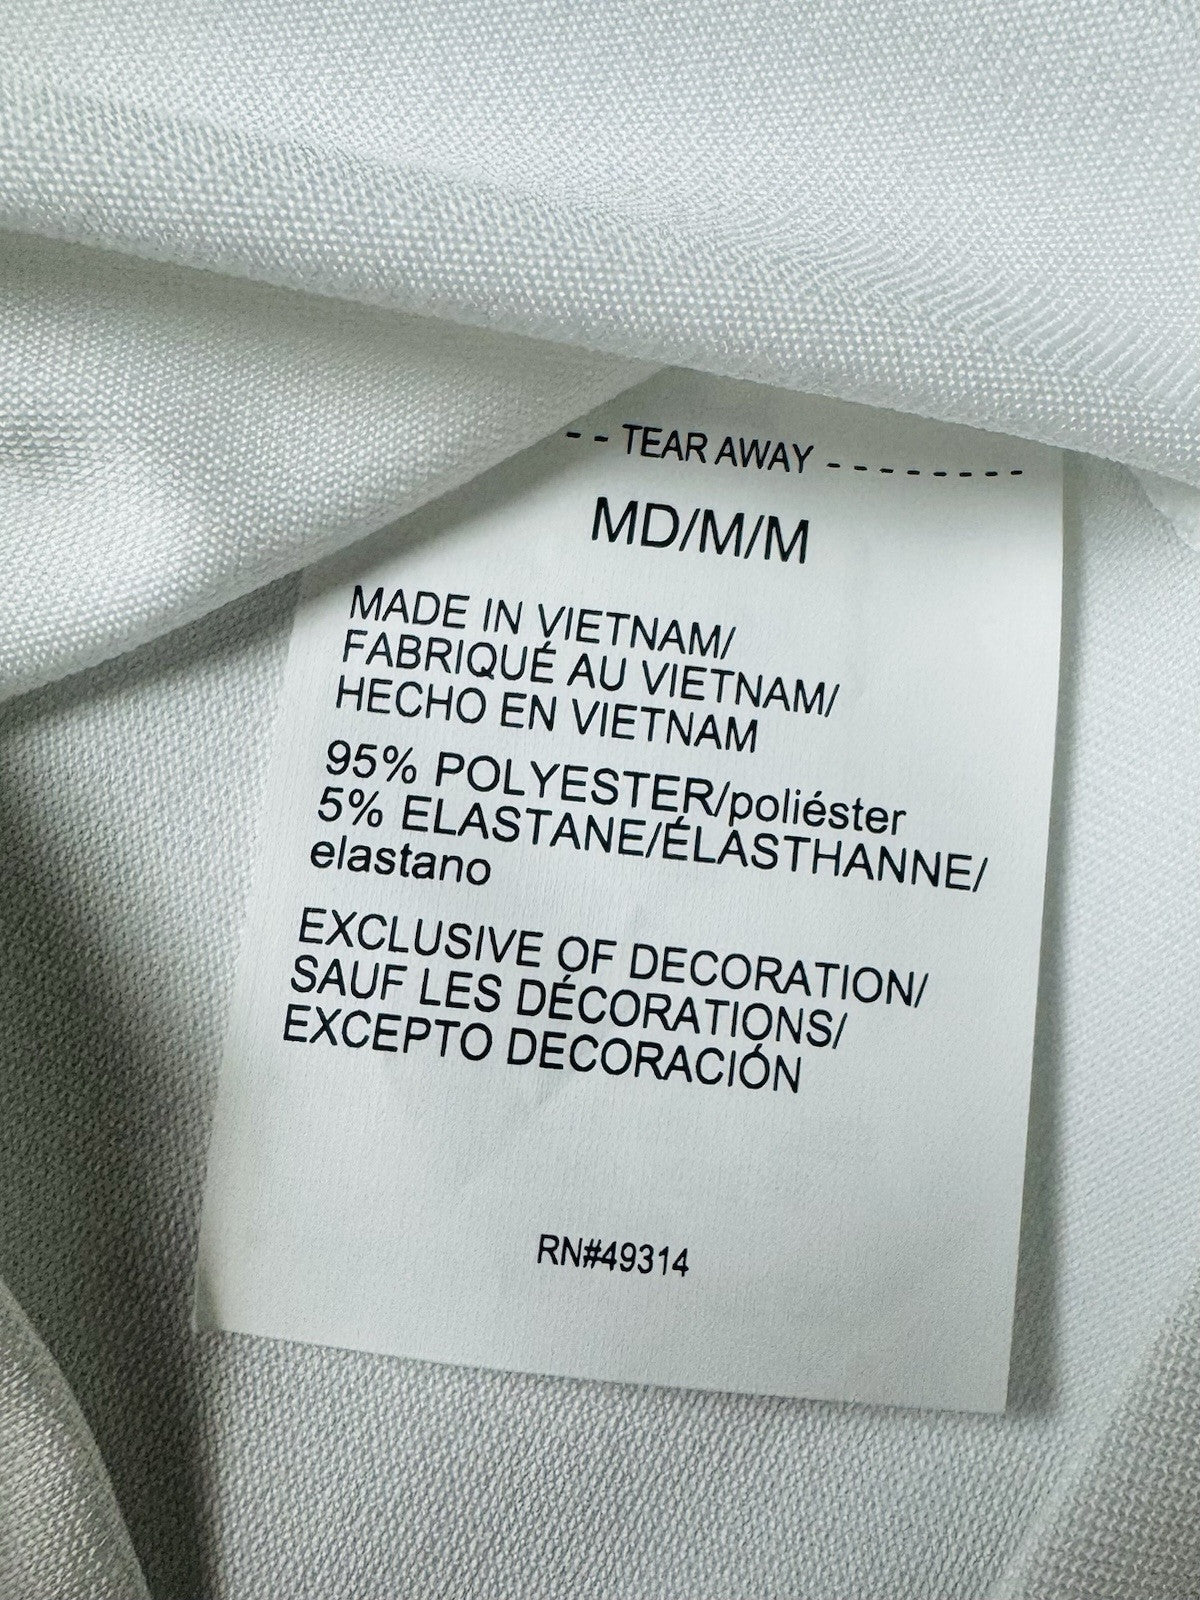 -- TEAR AWAY --------
MD/M/M
MADE IN VIETNAM/
FABRIQUÉ AU VIETNAM/
HECHO EN VIETNAM
95% POLYESTER/poliéster
5% ELASTANE/ÉLASTHANNE/
elastano
EXCLUSIVE OF DECORATION/
SAUF LES DÉCORATIONS/
EXCEPTO DECORACIÓN
RN#49314